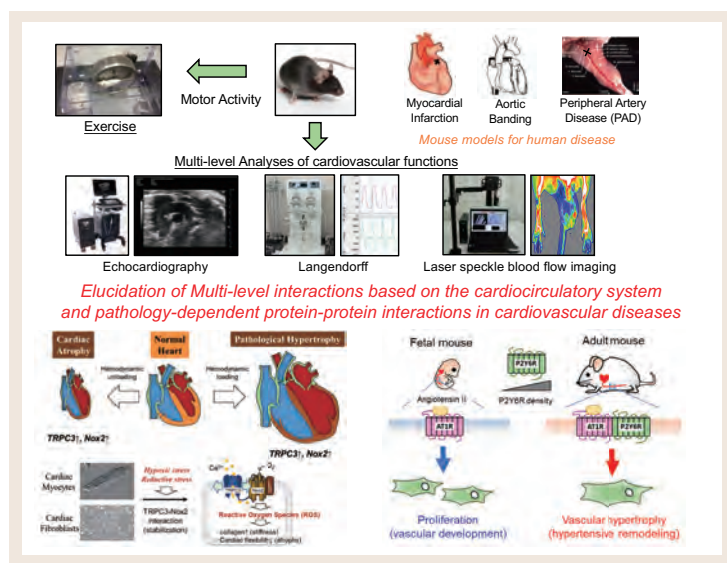 Motor Activity
Exercise
Myocardial
Infarction
Aortic
Banding
Peripheral Artery
Disease (PAD)
Mouse models for human disease
Multi-level Analyses of cardiovascular functions
Echocardiography
Langendorff
Laser speckle blood flow imaging
Elucidation of Multi-level interactions based on the cardiocirculatory system
and pathology-dependent protein-protein interactions in cardiovascular diseases
Cardiac
Atrophy
Normal
Heart
Pathological Hypertrophy
Hemodynamic
unloading
Hemodynamic
loading
TRPC3↑, Nox2↑
TRPC3↑, Nox2↑
Cardiac
Myocytes
Cardiac
Fibroblasts
Hypoxic stress
Reductive stress
TRPC3-Nox2
interaction
(stabilization)
Reactive Oxygen Species (ROS)
collagen↑ (stiffness)
Cardiac flexibility (atrophy)
Fetal mouse
Adult mouse
P2Y6R
Angiotensin II
P2Y6R density
AT1R
AT1R
P2Y6R
Proliferation
(vascular development)
Vascular hypertrophy
(hypertensive remodeling)